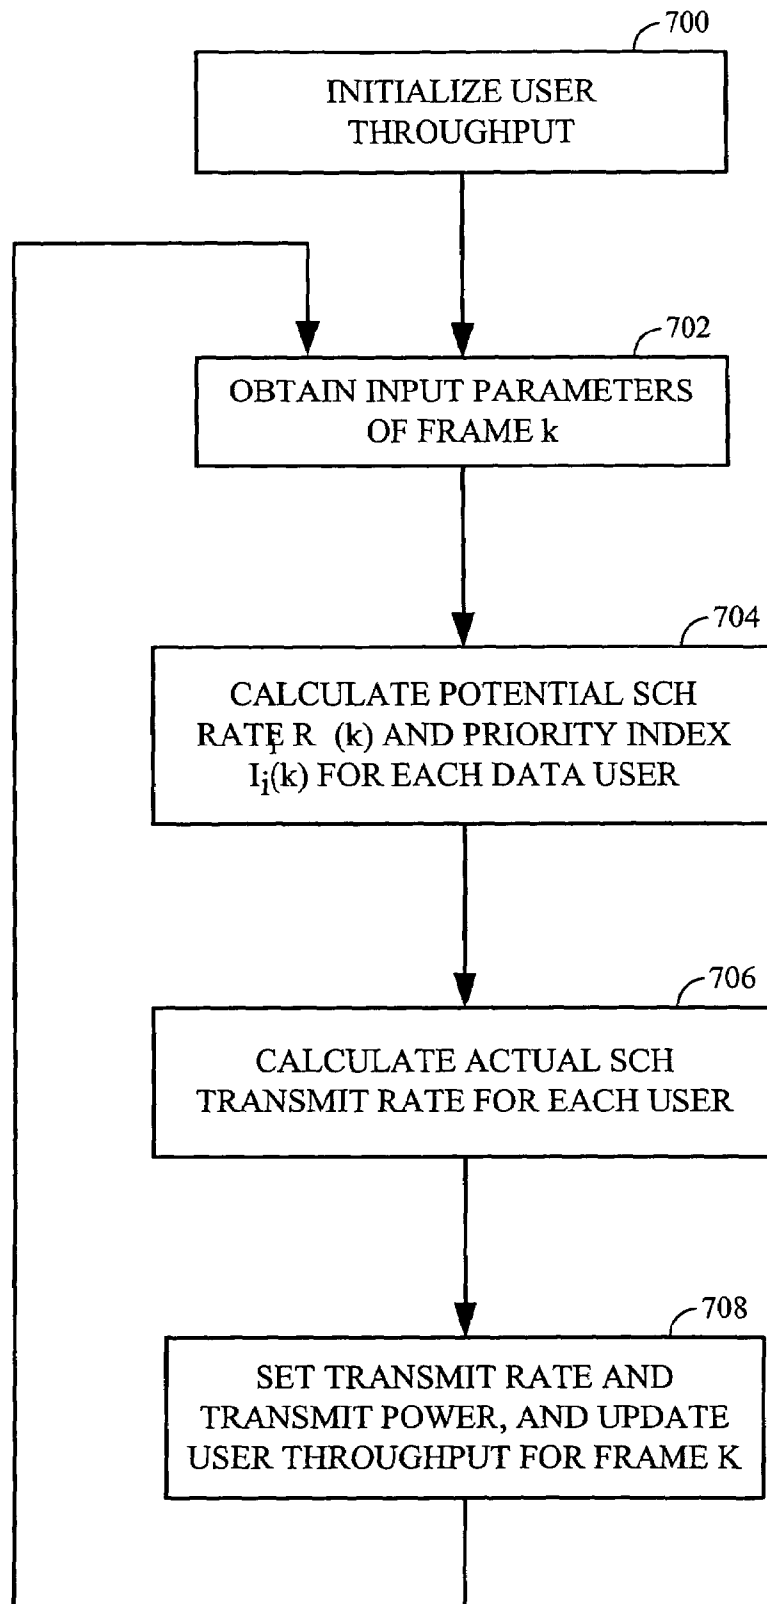 700
INITIALIZE USER
THROUGHPUT
702
OBTAIN INPUT PARAMETERS
OF FRAME k
704
CALCULATE POTENTIAL SCH
RATE Ri(k) AND PRIORITY INDEX
Ii(k) FOR EACH DATA USER
706
CALCULATE ACTUAL SCH
TRANSMIT RATE FOR EACH USER
708
SET TRANSMIT RATE AND
TRANSMIT POWER, AND UPDATE
USER THROUGHPUT FOR FRAME K